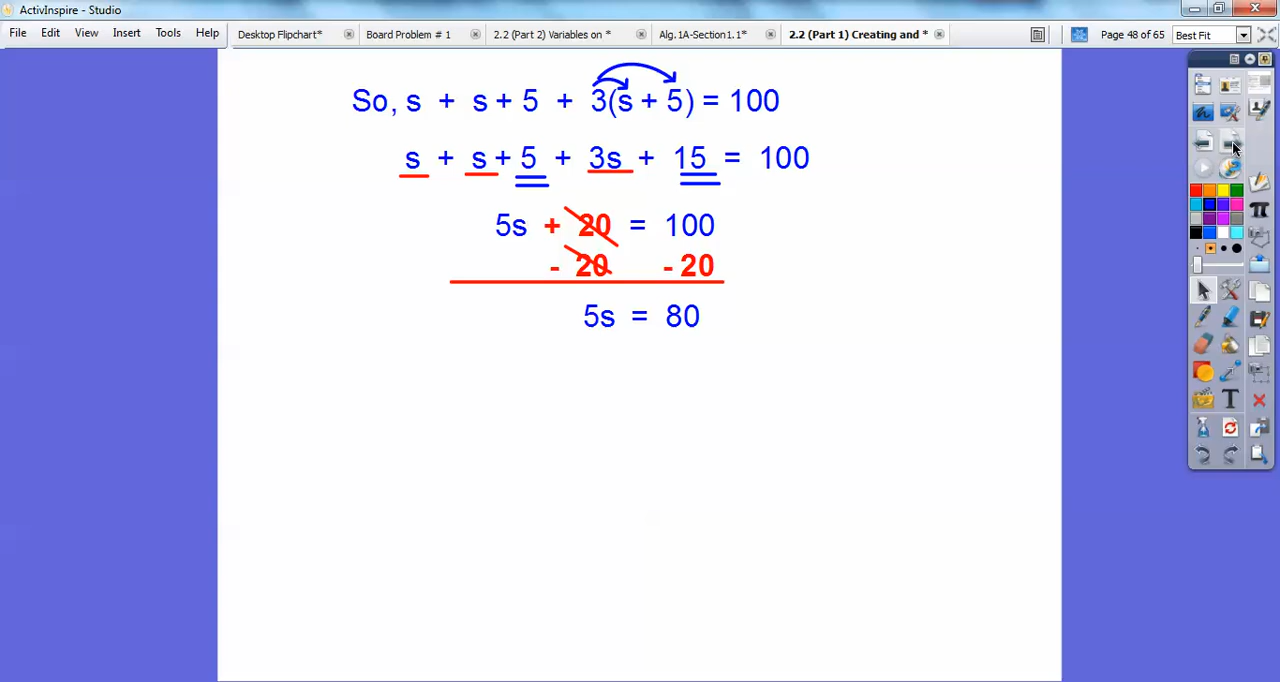 ActivInspire - Studio
File Edit View Insert Tools Help Desktop Flipchart* Board Problem # 1 2.2 (Part 2) Variables on * Alg.1A-Section1.1* 2.2 (Part 1) Creating and * Page 48 of 65 Best Fit
So, s + s + 5 + 3(s + 5) = 100
s + s + 5 + 3s + 15 = 100
5s + 20 = 100
- 20 - 20
5s = 80